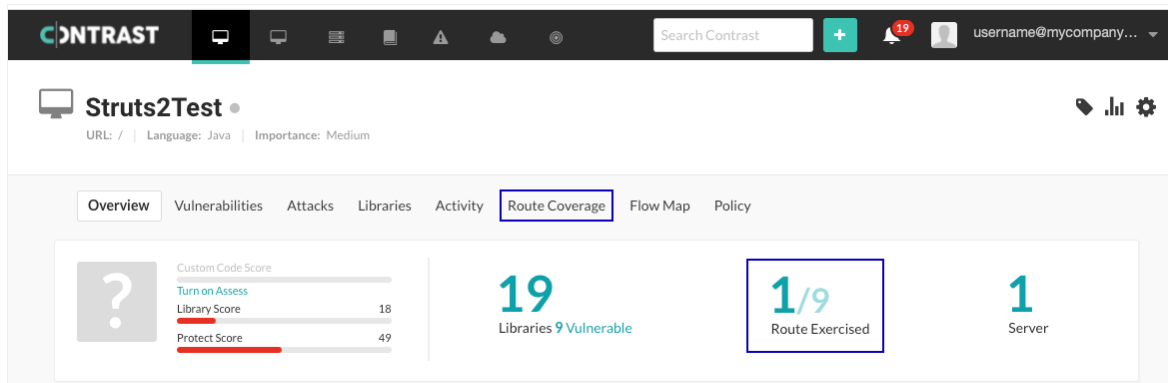 CONTRAST
Search Contrast
+
19
username@mycompany...
Struts2Test
URL: / | Language: Java | Importance: Medium
Overview Vulnerabilities Attacks Libraries Activity Route Coverage Flow Map Policy
?
Custom Code Score
Turn on Assess
Library Score 18
Protect Score 49
19
Libraries 9 Vulnerable
1/9
Route Exercised
1
Server